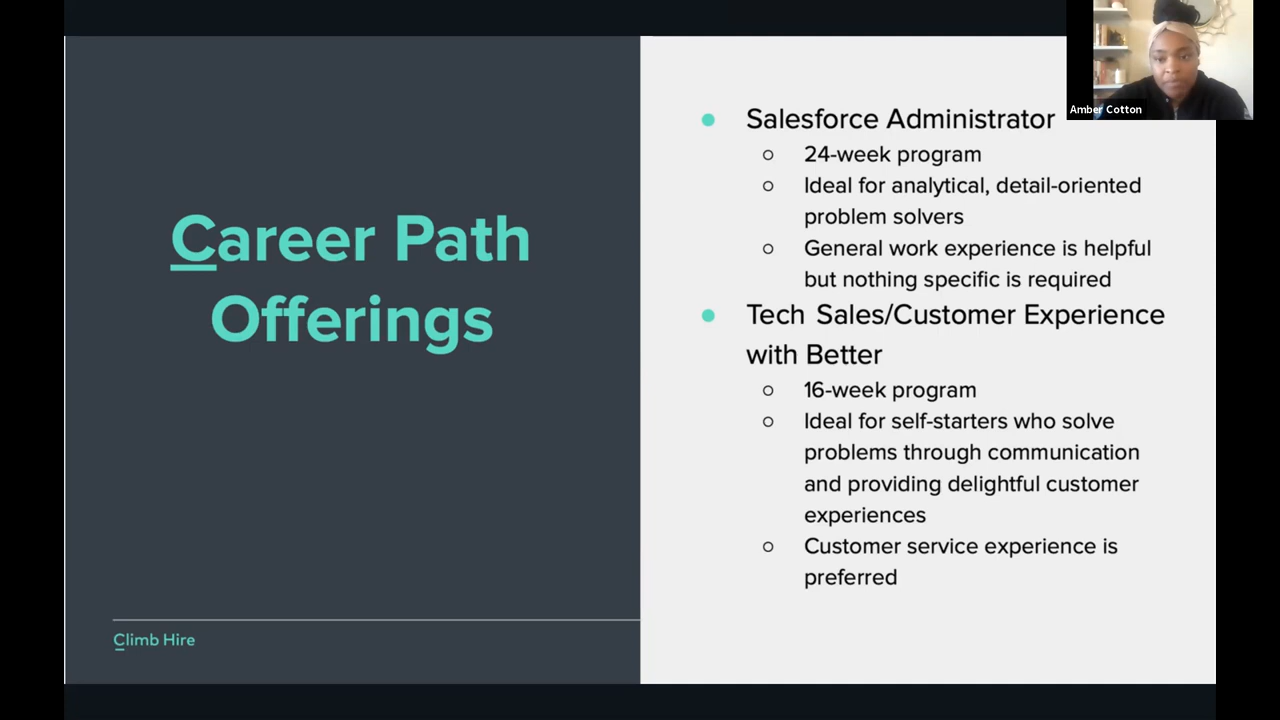 Career Path
Offerings
Climb Hire
Salesforce Administrator
24-week program
Ideal for analytical, detail-oriented
problem solvers
General work experience is helpful
but nothing specific is required
Tech Sales/Customer Experience
with Better
16-week program
Ideal for self-starters who solve
problems through communication
and providing delightful customer
experiences
Customer service experience is
preferred
Amber Cotton